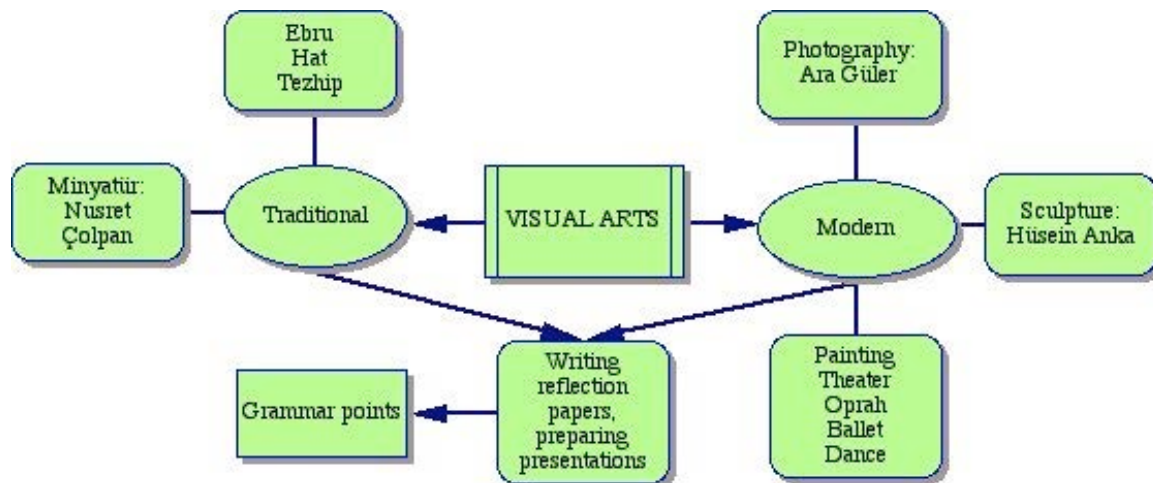 Ebru
Hat
Tezhip
Photography:
Ara Güler
Minyatür:
Nusret
Çolpan
Traditional
VISUAL ARTS
Modern
Sculpture:
Hüsein Anka
Grammar points
Writing
reflection
papers,
preparing
presentations
Painting
Theater
Oprah
Ballet
Dance